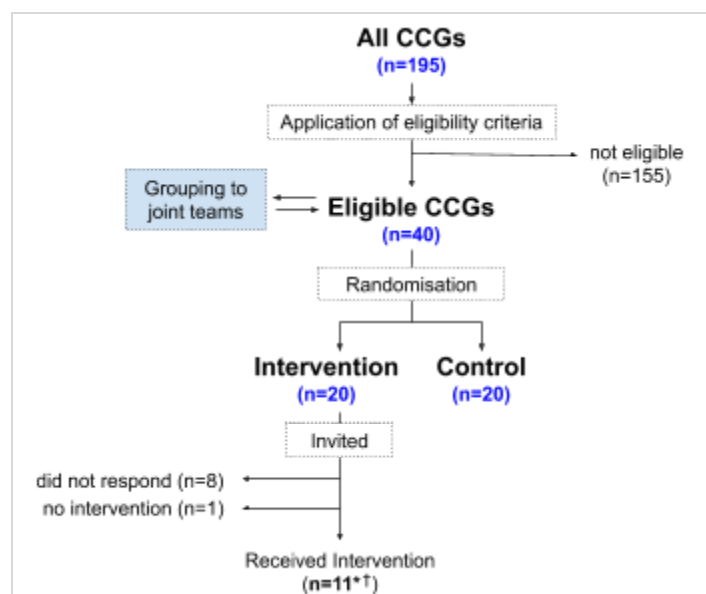 All CCGs
(n=195)
Application of eligibility criteria
not eligible
(n=155)
Grouping to
joint teams
Eligible CCGs
(n=40)
Randomisation
Intervention
(n=20)
Control
(n=20)
Invited
did not respond (n=8)
no intervention (n=1)
Received Intervention
(n=11*†)